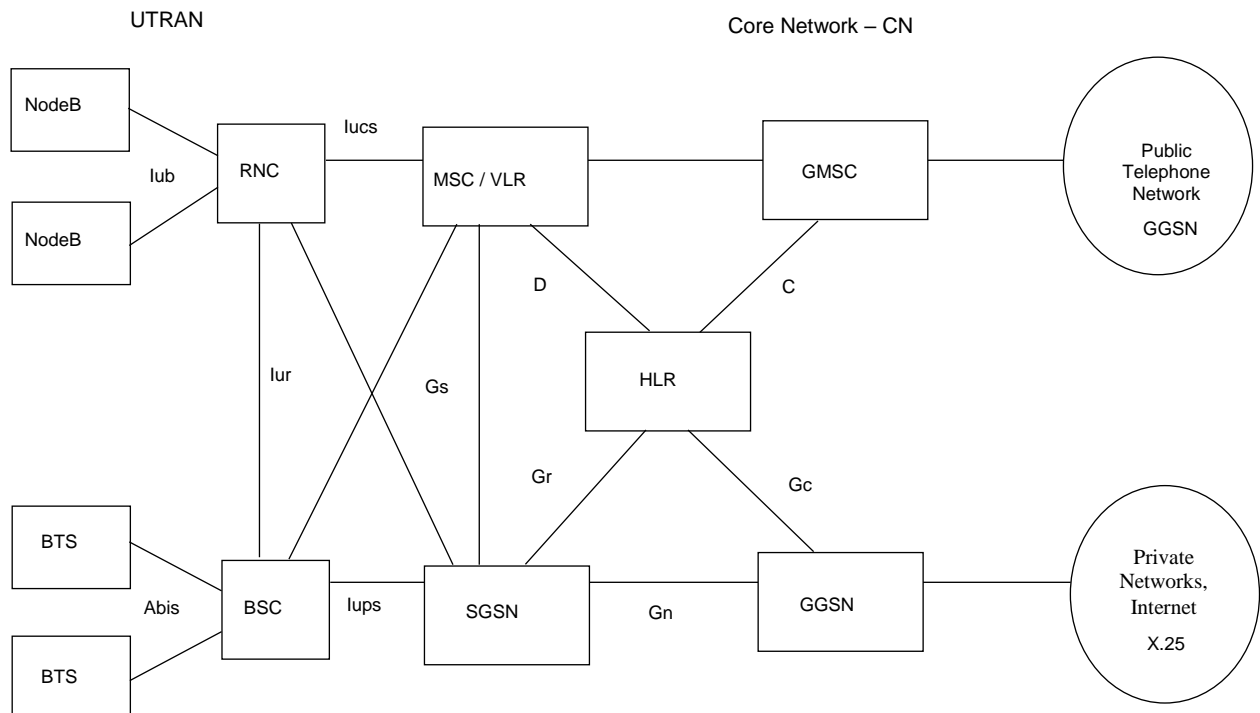 UTRAN
Core Network – CN
NodeB
Iub
NodeB
RNC
Iucs
MSC / VLR
GMSC
Public
Telephone
Network
GGSN
D
C
Iur
Gs
HLR
Gr
Gc
BTS
Abis
BTS
BSC
Iups
SGSN
Gn
GGSN
Private
Networks,
Internet
X.25